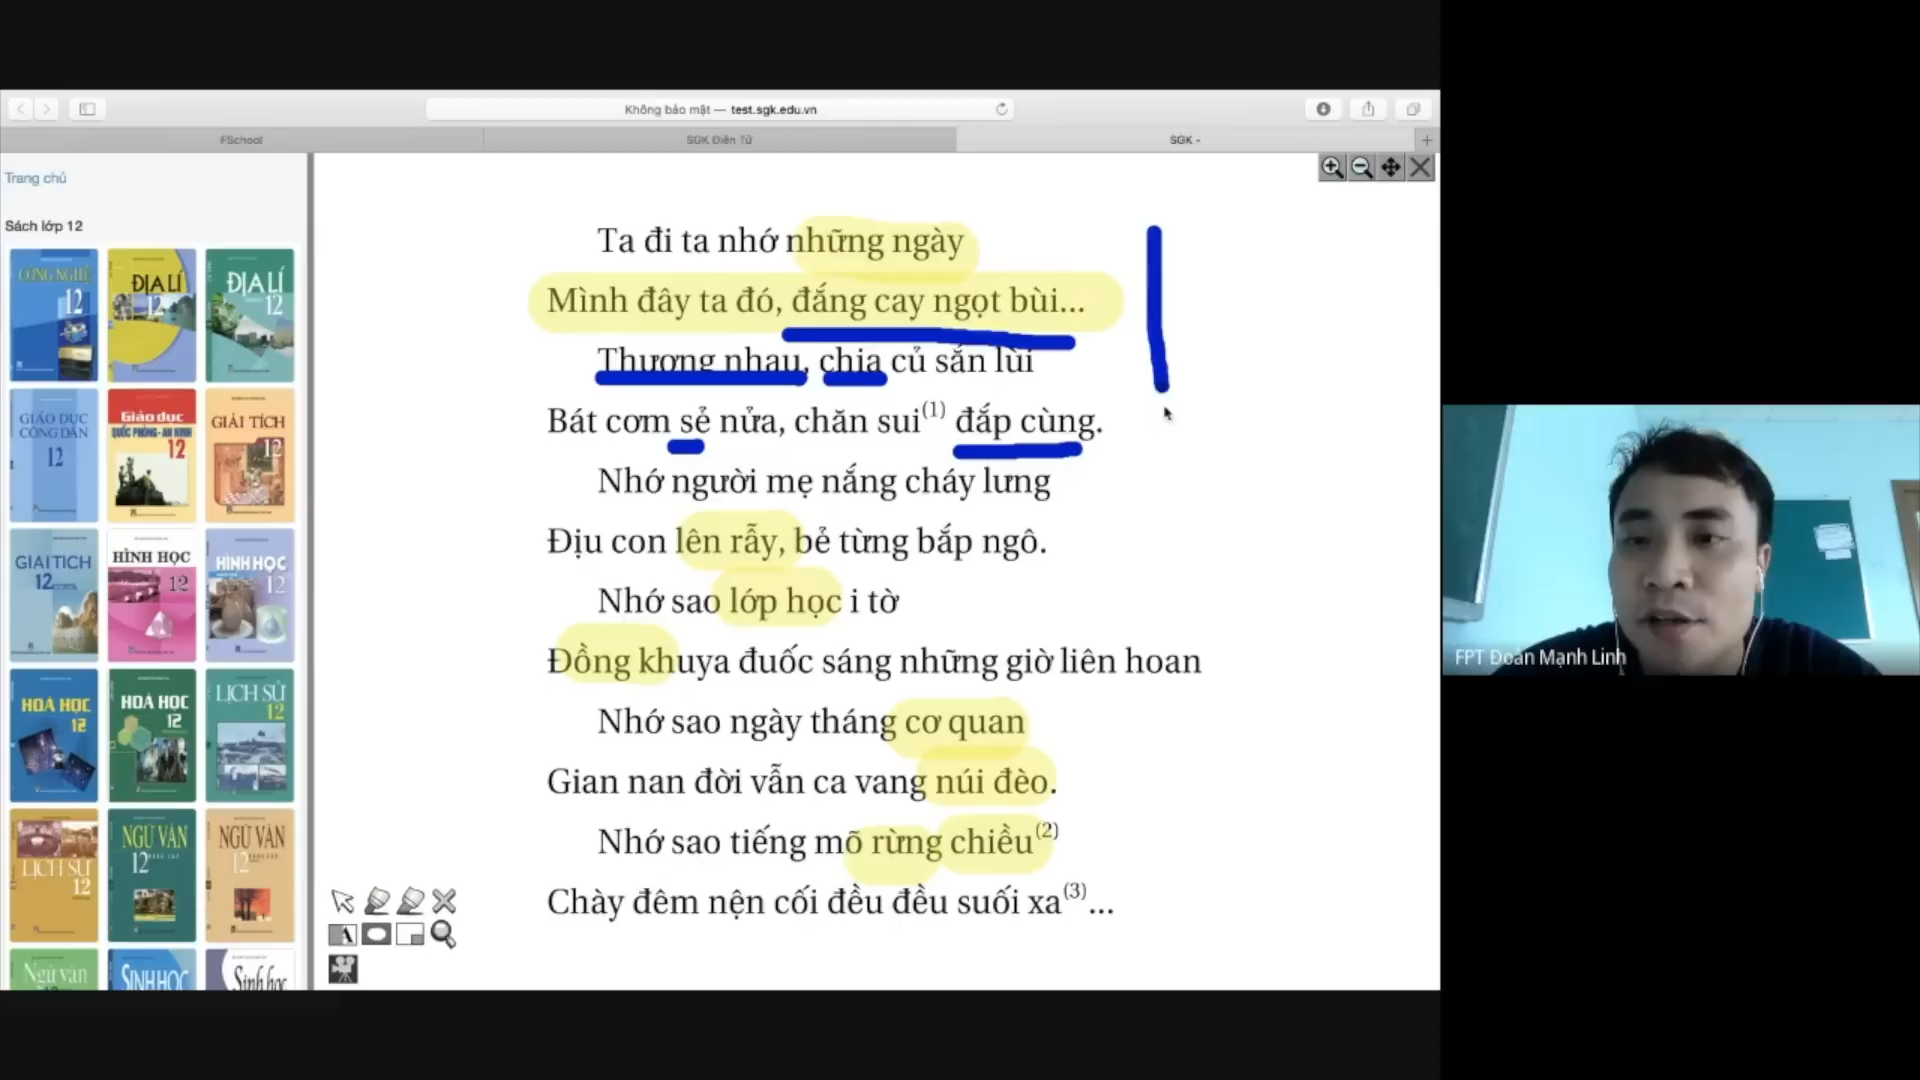 Không bảo mật — test.sgk.edu.vn
FSchool
SGK Điện Tử
SGK -
Trang chủ
Sách lớp 12
CÔNG NGHỆ 12
ĐỊA LÍ 12
ĐỊA LÍ 12
GIÁO DỤC CÔNG DÂN 12
Giáo dục QUỐC PHÒNG - AN NINH 12
GIẢI TÍCH 12
GIẢI TÍCH 12
HÌNH HỌC 12
HÌNH HỌC 12
HOÁ HỌC 12
HOÁ HỌC 12
LỊCH SỬ 12
LỊCH SỬ 12
NGỮ VĂN 12
NGỮ VĂN 12
Ngữ văn
SINH HỌC
Sinh học
Ta đi ta nhớ những ngày
Mình đây ta đó, đắng cay ngọt bùi...
Thương nhau, chia củ sắn lùi
Bát cơm sẻ nửa, chăn sui(1) đắp cùng.
Nhớ người mẹ nắng cháy lưng
Địu con lên rẫy, bẻ từng bắp ngô.
Nhớ sao lớp học i tờ
Đồng khuya đuốc sáng những giờ liên hoan
Nhớ sao ngày tháng cơ quan
Gian nan đời vẫn ca vang núi đèo.
Nhớ sao tiếng mõ rừng chiều(2)
Chày đêm nện cối đều đều suối xa(3)...
FPT Đoàn Mạnh Linh